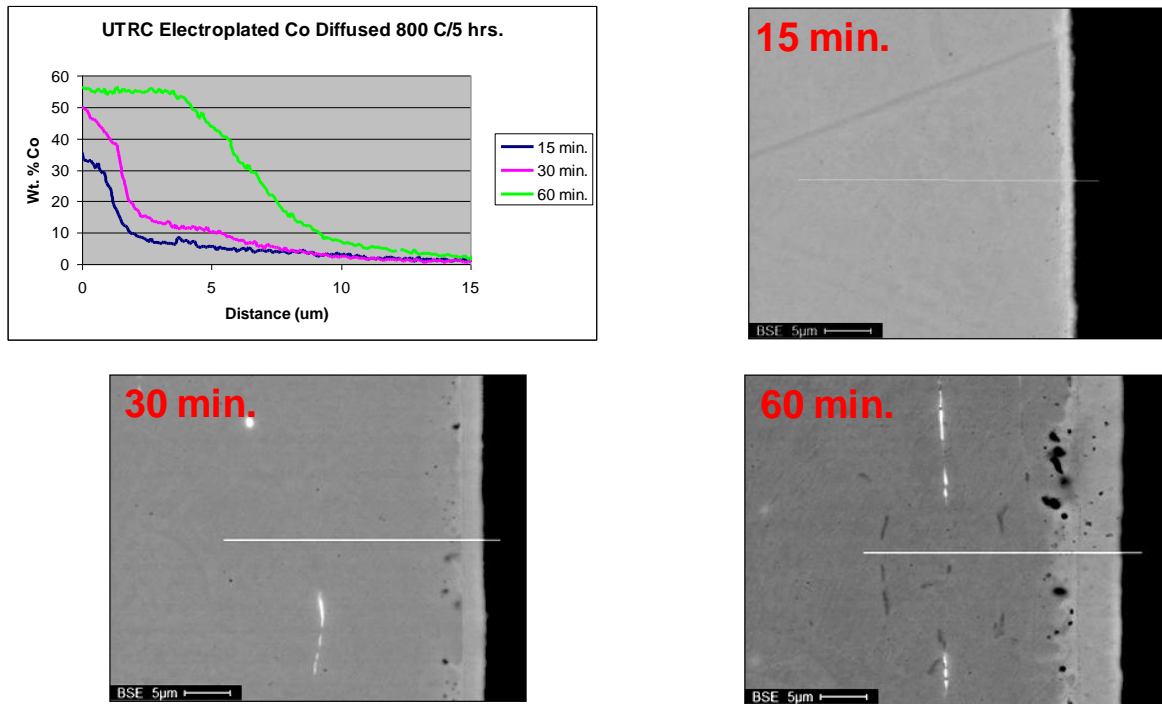 UTRC Electroplated Co Diffused 800 C/5 hrs.
60
50
40
30
20
10
0
Wt. % Co
0 5 10 15
Distance (um)
15 min.
30 min.
60 min.
15 min.
BSE 5µm
30 min.
BSE 5µm
60 min.
BSE 5µm